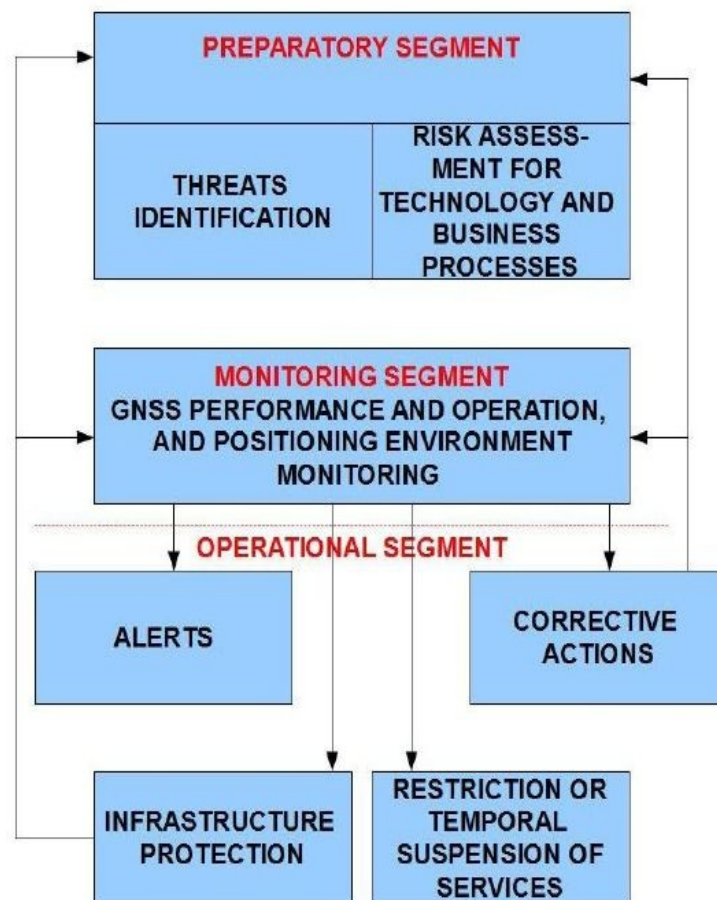 PREPARATORY SEGMENT
THREATS
IDENTIFICATION
RISK ASSESS-
MENT FOR
TECHNOLOGY AND
BUSINESS
PROCESSES
MONITORING SEGMENT
GNSS PERFORMANCE AND OPERATION,
AND POSITIONING ENVIRONMENT
MONITORING
OPERATIONAL SEGMENT
ALERTS
CORRECTIVE
ACTIONS
INFRASTRUCTURE
PROTECTION
RESTRICTION OR
TEMPORAL
SUSPENSION OF
SERVICES